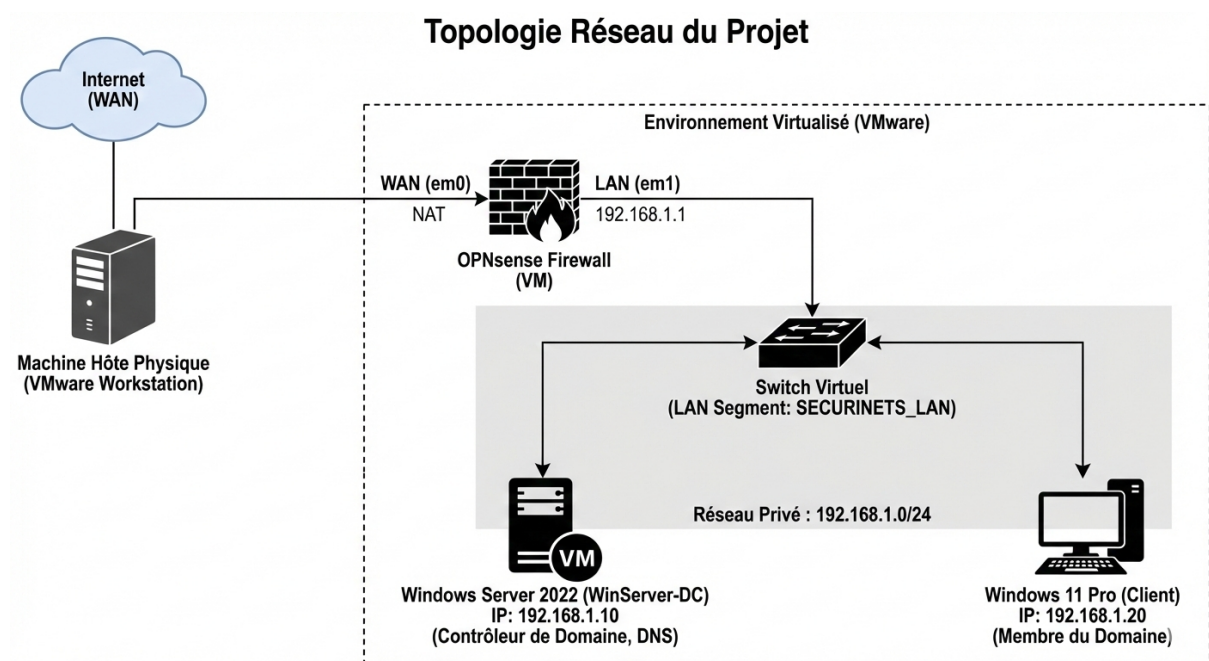 Topologie Réseau du Projet
Internet
(WAN)
Environnement Virtualisé (VMware)
WAN (em0)
NAT
LAN (em1)
192.168.1.1
OPNsense Firewall
(VM)
Machine Hôte Physique
(VMware Workstation)
Switch Virtuel
(LAN Segment: SECURINETS_LAN)
Réseau Privé : 192.168.1.0/24
VM
Windows Server 2022 (WinServer-DC)
IP: 192.168.1.10
(Contrôleur de Domaine, DNS)
Windows 11 Pro (Client)
IP: 192.168.1.20
(Membre du Domaine)